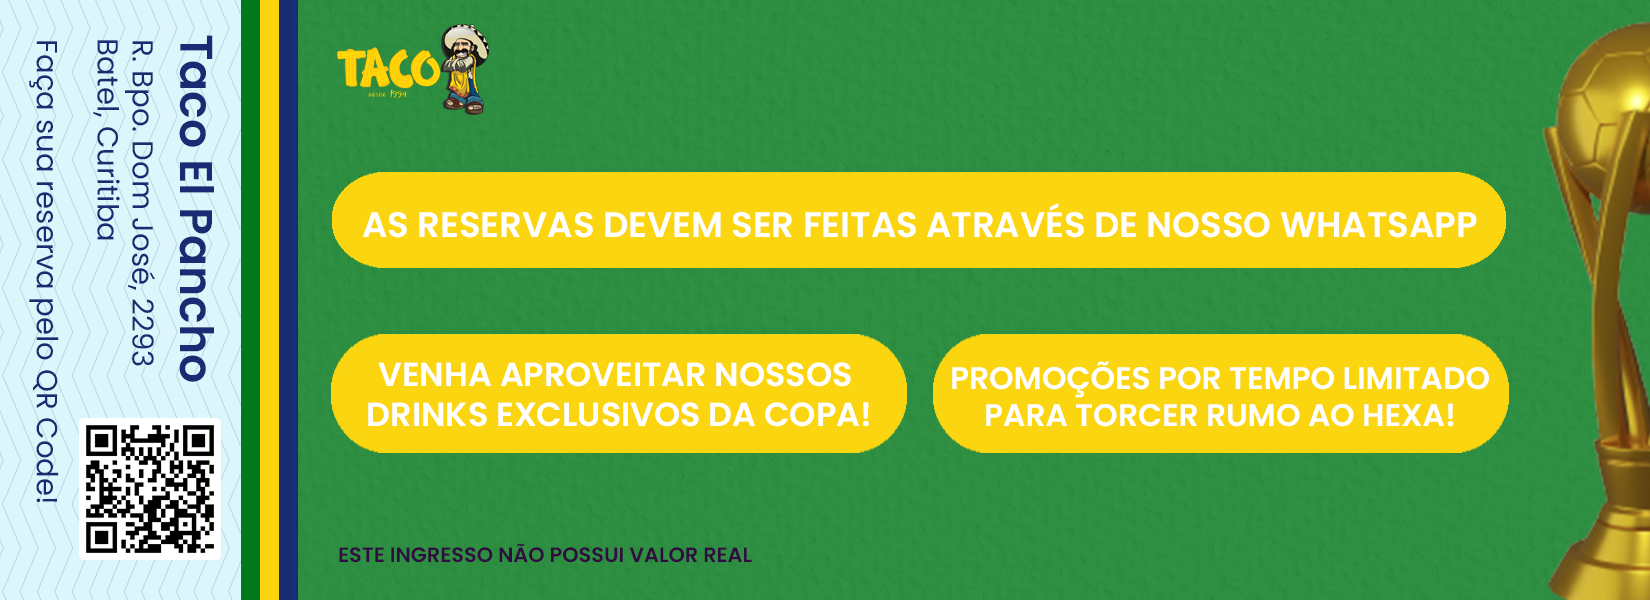 Taco El Pancho
R. Bpo. Dom José, 2293
Batel, Curitiba
Faça sua reserva pelo QR Code!
TACO
DESDE 1994
AS RESERVAS DEVEM SER FEITAS ATRAVÉS DE NOSSO WHATSAPP
VENHA APROVEITAR NOSSOS
DRINKS EXCLUSIVOS DA COPA!
PROMOÇÕES POR TEMPO LIMITADO
PARA TORCER RUMO AO HEXA!
ESTE INGRESSO NÃO POSSUI VALOR REAL